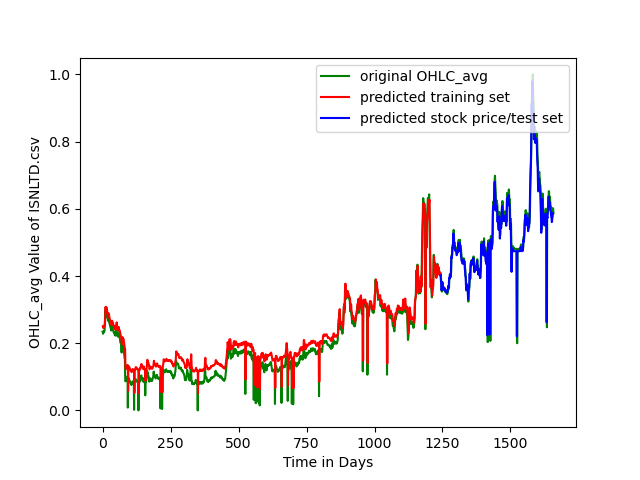 original OHLC_avg
predicted training set
predicted stock price/test set
OHLC_avg Value of ISNLTD.csv
1.0
0.8
0.6
0.4
0.2
0.0
0 250 500 750 1000 1250 1500
Time in Days